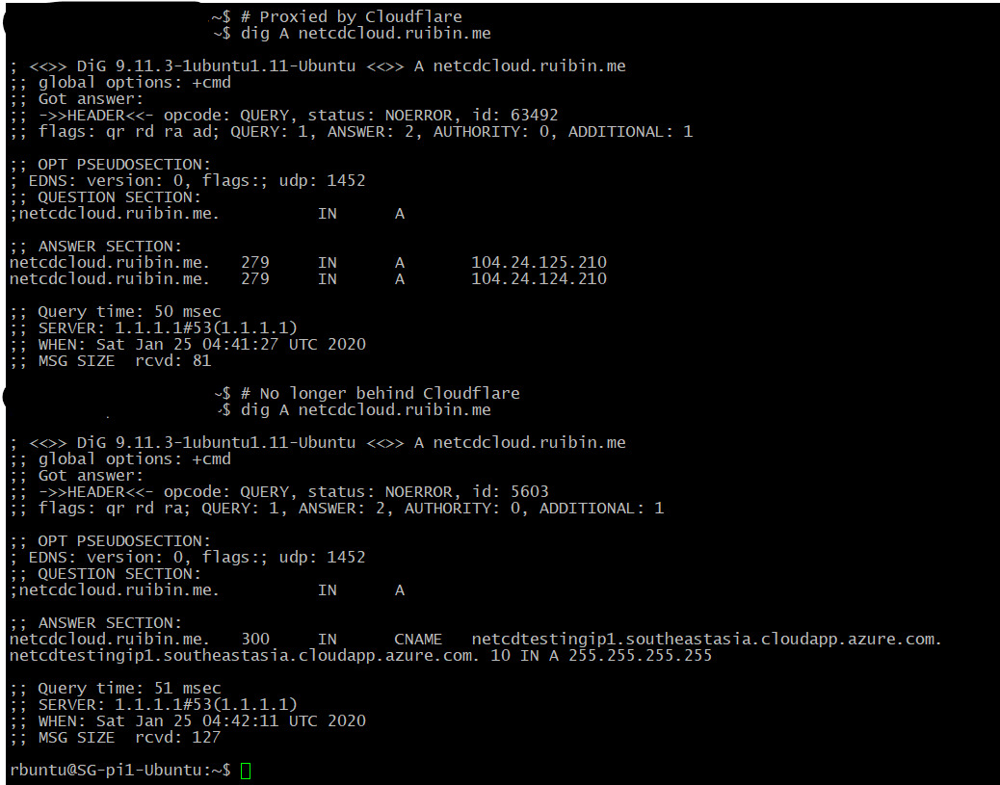 ~$ # Proxied by Cloudflare
~$ dig A netcdcloud.ruibin.me
; <<>> DiG 9.11.3-1ubuntu1.11-Ubuntu <<>> A netcdcloud.ruibin.me
;; global options: +cmd
;; Got answer:
;; ->>HEADER<<- opcode: QUERY, status: NOERROR, id: 63492
;; flags: qr rd ra ad; QUERY: 1, ANSWER: 2, AUTHORITY: 0, ADDITIONAL: 1
;; OPT PSEUDOSECTION:
; EDNS: version: 0, flags:; udp: 1452
;; QUESTION SECTION:
;netcdcloud.ruibin.me. IN A
;; ANSWER SECTION:
netcdcloud.ruibin.me. 279 IN A 104.24.125.210
netcdcloud.ruibin.me. 279 IN A 104.24.124.210
;; Query time: 50 msec
;; SERVER: 1.1.1.1#53(1.1.1.1)
;; WHEN: Sat Jan 25 04:41:27 UTC 2020
;; MSG SIZE rcvd: 81
~$ # No longer behind Cloudflare
~$ dig A netcdcloud.ruibin.me
; <<>> DiG 9.11.3-1ubuntu1.11-Ubuntu <<>> A netcdcloud.ruibin.me
;; global options: +cmd
;; Got answer:
;; ->>HEADER<<- opcode: QUERY, status: NOERROR, id: 5603
;; flags: qr rd ra; QUERY: 1, ANSWER: 2, AUTHORITY: 0, ADDITIONAL: 1
;; OPT PSEUDOSECTION:
; EDNS: version: 0, flags:; udp: 1452
;; QUESTION SECTION:
;netcdcloud.ruibin.me. IN A
;; ANSWER SECTION:
netcdcloud.ruibin.me. 300 IN CNAME netcdtestingip1.southeastasia.cloudapp.azure.com.
netcdtestingip1.southeastasia.cloudapp.azure.com. 10 IN A 255.255.255.255
;; Query time: 51 msec
;; SERVER: 1.1.1.1#53(1.1.1.1)
;; WHEN: Sat Jan 25 04:42:11 UTC 2020
;; MSG SIZE rcvd: 127
rbuntu@SG-pi1-Ubuntu:~$